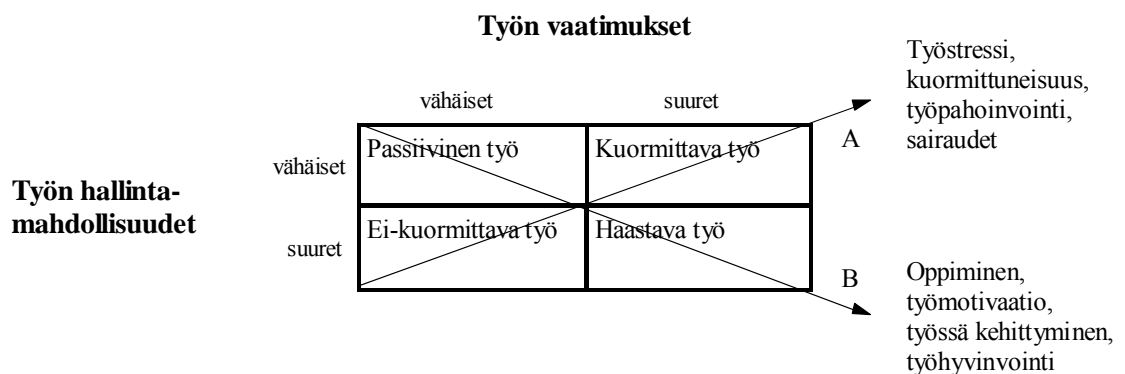 Työn vaatimukset
vähäiset
suuret
Työn hallinta-
mahdollisuudet
vähäiset
Passiivinen työ
Kuormittava työ
suuret
Ei-kuormittava työ
Haastava työ
A
Työstressi,
kuormittuneisuus,
työpahoinvointi,
sairaudet
B
Oppiminen,
työmotivaatio,
työssä kehittyminen,
työhyvinvointi